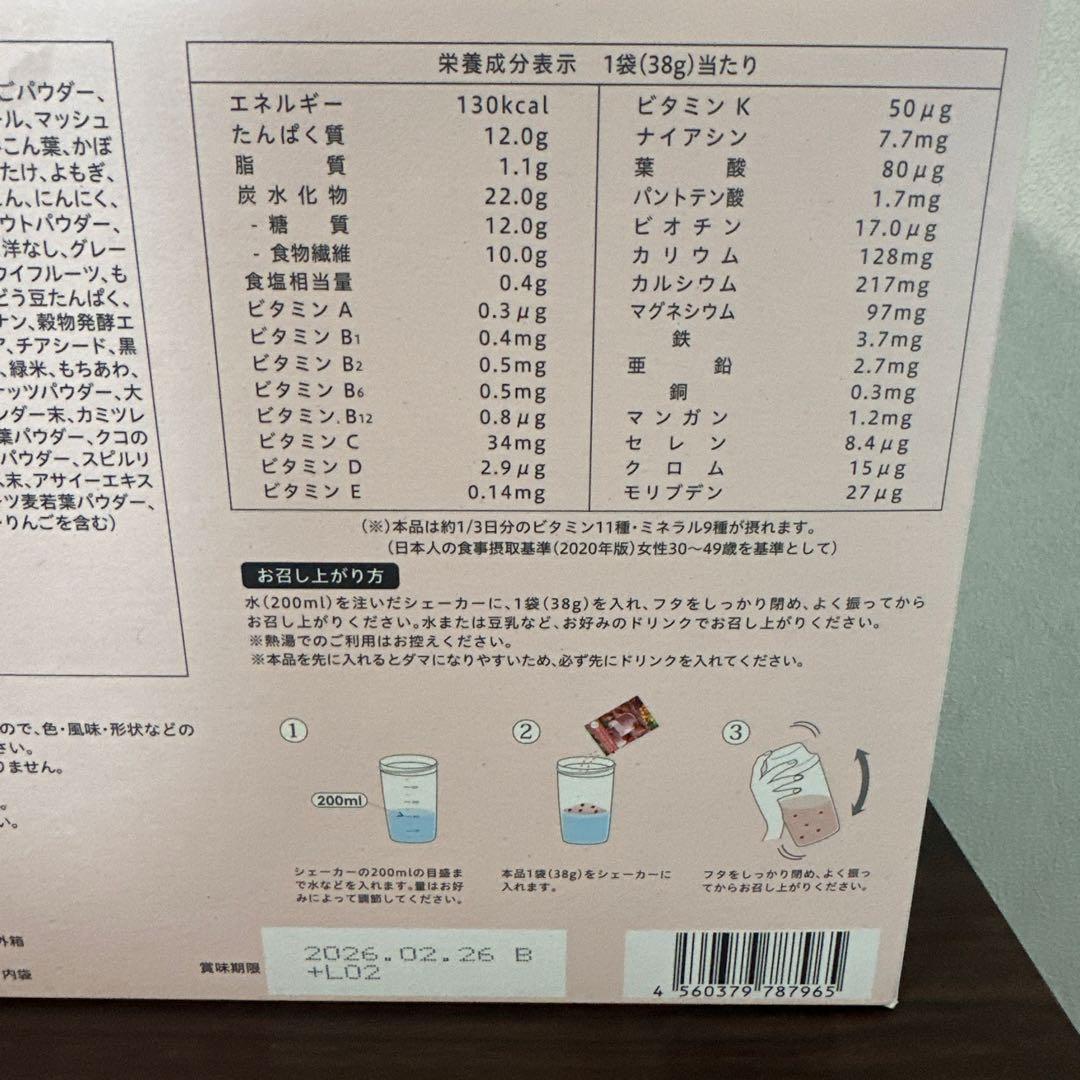 ごパウダー、
ール、マッシュ
こん葉、かぼ
たけ、よもぎ、
ん、にんにく、
ウトパウダー、
洋なし、グレー
ウイフルーツ、も
どう豆たんぱく、
ナン、穀物発酵エ
ア、チアシード、黒
、緑米、もちあわ、
ナッツパウダー、大
ンダー末、カミツレ
葉パウダー、クコの
パウダー、スピルリ
ス末、アサイーエキス
ーツ麦若葉パウダー、
・りんごを含む）
栄養成分表示 1袋(38g)当たり
エネルギー 130kcal
たんぱく質 12.0g
脂質 1.1g
炭水化物 22.0g
- 糖質 12.0g
- 食物繊維 10.0g
食塩相当量 0.4g
ビタミン A 0.3μg
ビタミン B1 0.4mg
ビタミン B2 0.5mg
ビタミン B6 0.5mg
ビタミン. B12 0.8μg
ビタミン C 34mg
ビタミン D 2.9μg
ビタミン E 0.14mg
ビタミン K 50μg
ナイアシン 7.7mg
葉酸 80μg
パントテン酸 1.7mg
ビオチン 17.0μg
カリウム 128mg
カルシウム 217mg
マグネシウム 97mg
鉄 3.7mg
亜鉛 2.7mg
銅 0.3mg
マンガン 1.2mg
セレン 8.4μg
クロム 15μg
モリブデン 27μg
（※）本品は約1/3日分のビタミン11種・ミネラル9種が摂れます。
（日本人の食事摂取基準（2020年版）女性30～49歳を基準として）
お召し上がり方
水（200ml）を注いだシェーカーに、1袋（38g）を入れ、フタをしっかり閉め、よく振ってから
お召し上がりください。水または豆乳など、お好みのドリンクでお召し上がりください。
※熱湯でのご利用はお控えください。
※本品を先に入れるとダマになりやすいため、必ず先にドリンクを入れてください。
ので、色・風味・形状などの
さい。
りません。
。
い。
①
200ml
シェーカーの200mlの目盛ま
で水などを入れます。量はお好
みによって調節してください。
②
本品1袋（38g）をシェーカーに
入れます。
③
フタをしっかり閉め、よく振っ
てからお召し上がりください。
外箱
内袋
賞味期限
2026.02.26 B
+L02
4 560379 787965